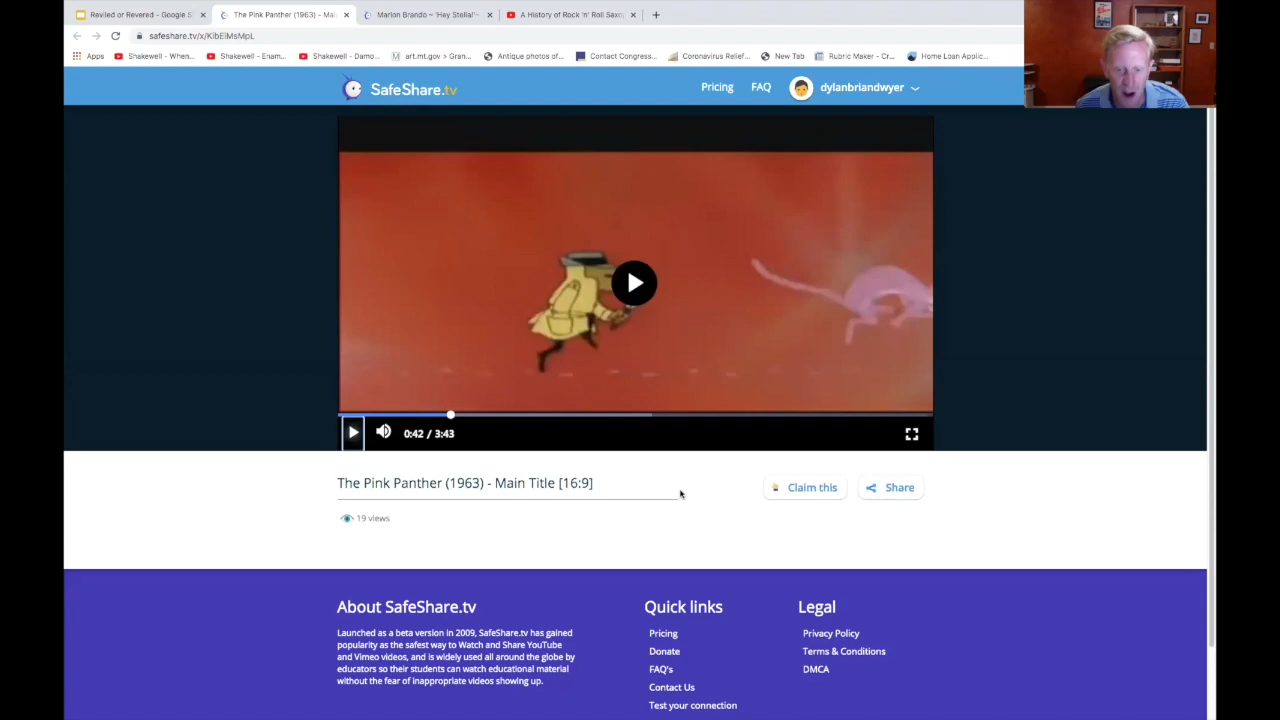 Reviled or Revered - Google S
The Pink Panther (1963) - Mai
Marlon Brando – 'Hey Stella!'
A History of Rock 'n' Roll Saxo
safeshare.tv/x/KibElMsMpL
Apps
Shakewell - When...
Shakewell - Enam...
Shakewell - Damo...
art.mt.gov > Gran...
Antique photos of...
Contact Congress...
Coronavirus Relief...
New Tab
Rubric Maker - Cr...
Home Loan Applic...
SafeShare.tv
Pricing
FAQ
dylanbriandwyer
0:42 / 3:43
The Pink Panther (1963) - Main Title [16:9]
Claim this
Share
19 views
About SafeShare.tv
Launched as a beta version in 2009, SafeShare.tv has gained
popularity as the safest way to Watch and Share YouTube
and Vimeo videos, and is widely used all around the globe by
educators so their students can watch educational material
without the fear of inappropriate videos showing up.
Quick links
Pricing
Donate
FAQ's
Contact Us
Test your connection
Legal
Privacy Policy
Terms & Conditions
DMCA